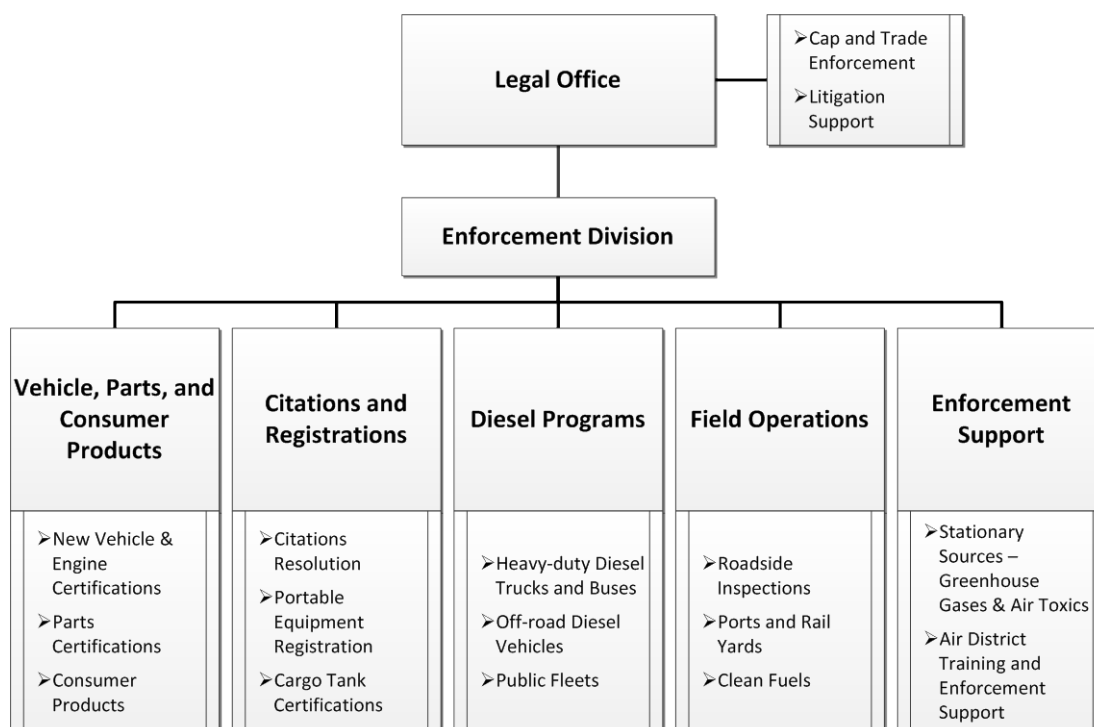 Legal Office
➢Cap and Trade
Enforcement
➢Litigation
Support
Enforcement Division
Vehicle, Parts, and
Consumer
Products
➢New Vehicle &
Engine
Certifications
➢Parts
Certifications
➢Consumer
Products
Citations and
Registrations
➢Citations
Resolution
➢Portable
Equipment
Registration
➢Cargo Tank
Certifications
Diesel Programs
➢Heavy-duty Diesel
Trucks and Buses
➢Off-road Diesel
Vehicles
➢Public Fleets
Field Operations
➢Roadside
Inspections
➢Ports and Rail
Yards
➢Clean Fuels
Enforcement
Support
➢Stationary
Sources –
Greenhouse
Gases & Air Toxics
➢Air District
Training and
Enforcement
Support